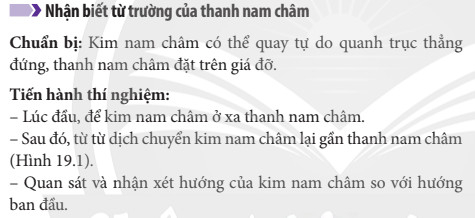 Nhận biết từ trường của thanh nam châm
Chuẩn bị: Kim nam châm có thể quay tự do quanh trục thẳng
đứng, thanh nam châm đặt trên giá đỡ.
Tiến hành thí nghiệm:
– Lúc đầu, để kim nam châm ở xa thanh nam châm.
– Sau đó, từ từ dịch chuyển kim nam châm lại gần thanh nam châm
(Hình 19.1).
– Quan sát và nhận xét hướng của kim nam châm so với hướng
ban đầu.